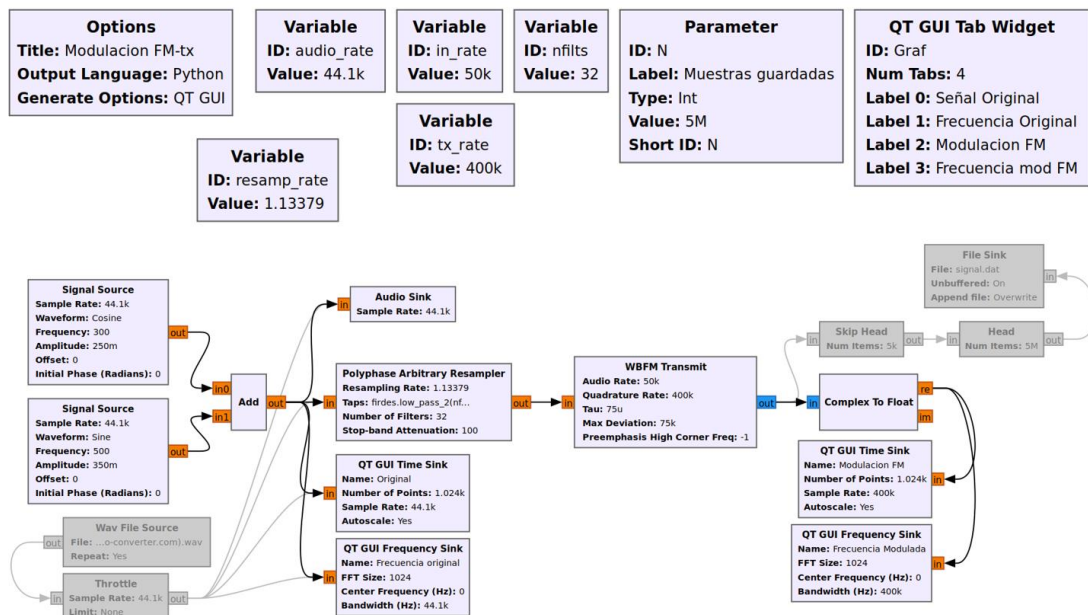 Options
Title: Modulacion FM-tx
Output Language: Python
Generate Options: QT GUI
Variable
ID: audio_rate
Value: 44.1k
Variable
ID: in_rate
Value: 50k
Variable
ID: nfilts
Value: 32
Parameter
ID: N
Label: Muestras guardadas
Type: Int
Value: 5M
Short ID: N
QT GUI Tab Widget
ID: Graf
Num Tabs: 4
Label 0: Señal Original
Label 1: Frecuencia Original
Label 2: Modulacion FM
Label 3: Frecuencia mod FM
Variable
ID: resamp_rate
Value: 1.13379
Variable
ID: tx_rate
Value: 400k
File Sink
File: signal.dat
Unbuffered: On
Append file: Overwrite
in
Signal Source
Sample Rate: 44.1k
Waveform: Cosine
Frequency: 300
Amplitude: 250m
Offset: 0
Initial Phase (Radians): 0
out
Signal Source
Sample Rate: 44.1k
Waveform: Sine
Frequency: 500
Amplitude: 350m
Offset: 0
Initial Phase (Radians): 0
out
in0
in1
Add
out
in
Audio Sink
Sample Rate: 44.1k
in
Polyphase Arbitrary Resampler
Resampling Rate: 1.13379
Taps: firdes.low_pass_2(nf...
Number of Filters: 32
Stop-band Attenuation: 100
out
in
WBFM Transmit
Audio Rate: 50k
Quadrature Rate: 400k
Tau: 75u
Max Deviation: 75k
Preemphasis High Corner Freq: -1
out
in
Skip Head
Num Items: 5k
out
in
Head
Num Items: 5M
out
in
Complex To Float
re
im
in
QT GUI Time Sink
Name: Original
Number of Points: 1.024k
Sample Rate: 44.1k
Autoscale: Yes
QT GUI Time Sink
Name: Modulacion FM
Number of Points: 1.024k
Sample Rate: 400k
Autoscale: Yes
in
out
Wav File Source
File: ...o-converter.com).wav
Repeat: Yes
in
Throttle
Sample Rate: 44.1k
Limit: None
out
in
QT GUI Frequency Sink
Name: Frecuencia original
FFT Size: 1024
Center Frequency (Hz): 0
Bandwidth (Hz): 44.1k
QT GUI Frequency Sink
Name: Frecuencia Modulada
FFT Size: 1024
Center Frequency (Hz): 0
Bandwidth (Hz): 400k
in